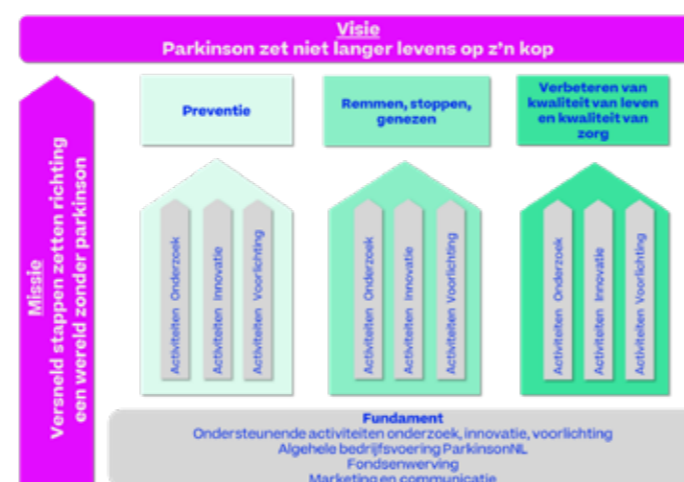 Visie
Parkinson zet niet langer levens op z'n kop
Missie
Versneld stappen zetten richting
een wereld zonder parkinson
Preventie
Remmen, stoppen,
genezen
Verbeteren van
kwaliteit van leven
en kwaliteit van
zorg
Activiteiten Onderzoek
Activiteiten Innovatie
Activiteiten Voorlichting
Activiteiten Onderzoek
Activiteiten Innovatie
Activiteiten Voorlichting
Activiteiten Onderzoek
Activiteiten Innovatie
Activiteiten Voorlichting
Fundament
Ondersteunende activiteiten onderzoek, innovatie, voorlichting
Algehele bedrijfsvoering ParkinsonNL
Fondsenwerving
Marketing en communicatie